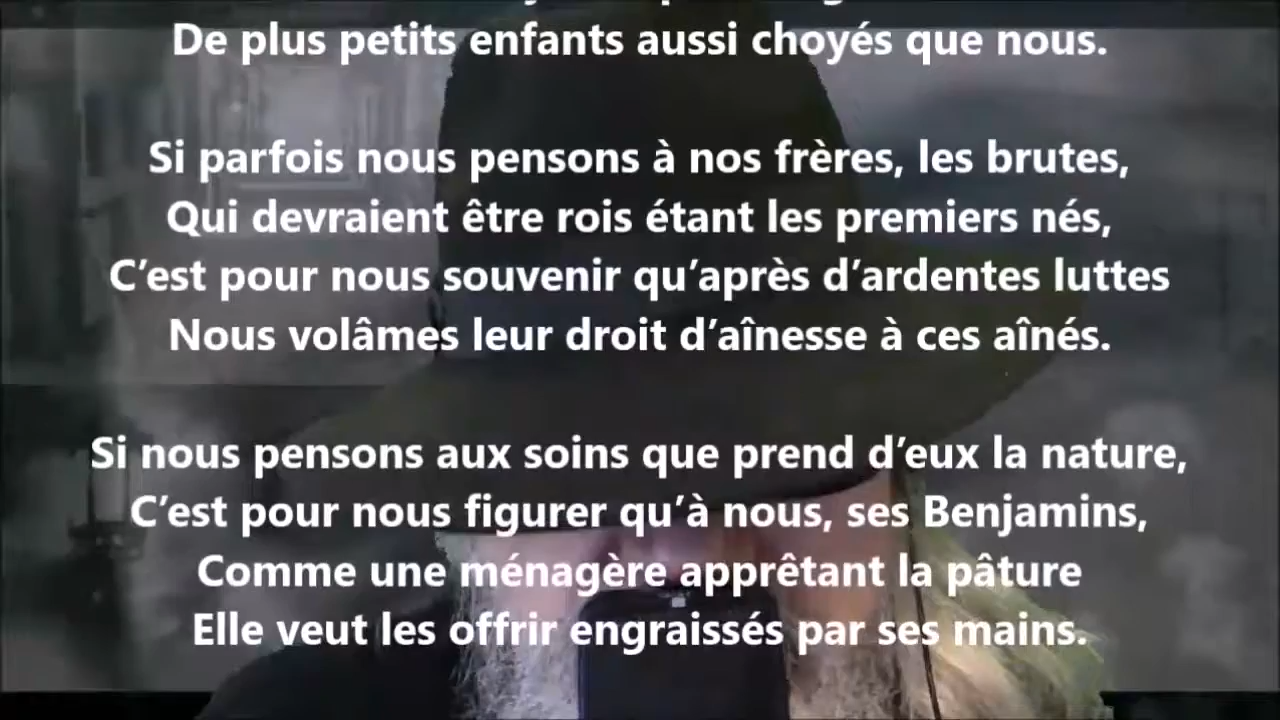 De plus petits enfants aussi choyés que nous.
Si parfois nous pensons à nos frères, les brutes,
Qui devraient être rois étant les premiers nés,
C’est pour nous souvenir qu’après d’ardentes luttes
Nous volâmes leur droit d’aînesse à ces aînés.
Si nous pensons aux soins que prend d’eux la nature,
C’est pour nous figurer qu’à nous, ses Benjamins,
Comme une ménagère apprêtant la pâture
Elle veut les offrir engraissés par ses mains.